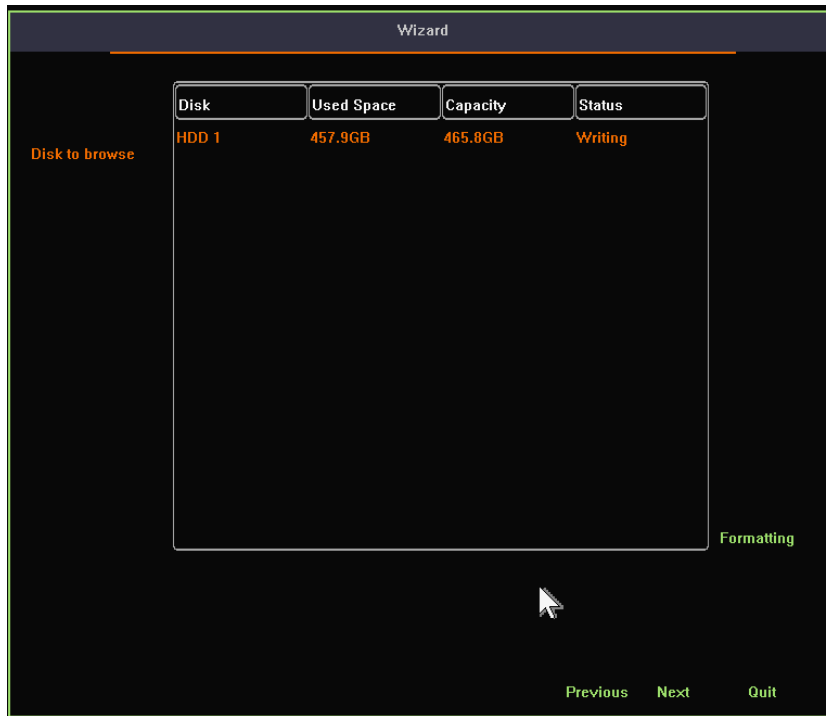 Wizard
Disk Used Space Capacity Status
HDD 1 457.9GB 465.8GB Writing
Disk to browse
Formatting
Previous Next Quit